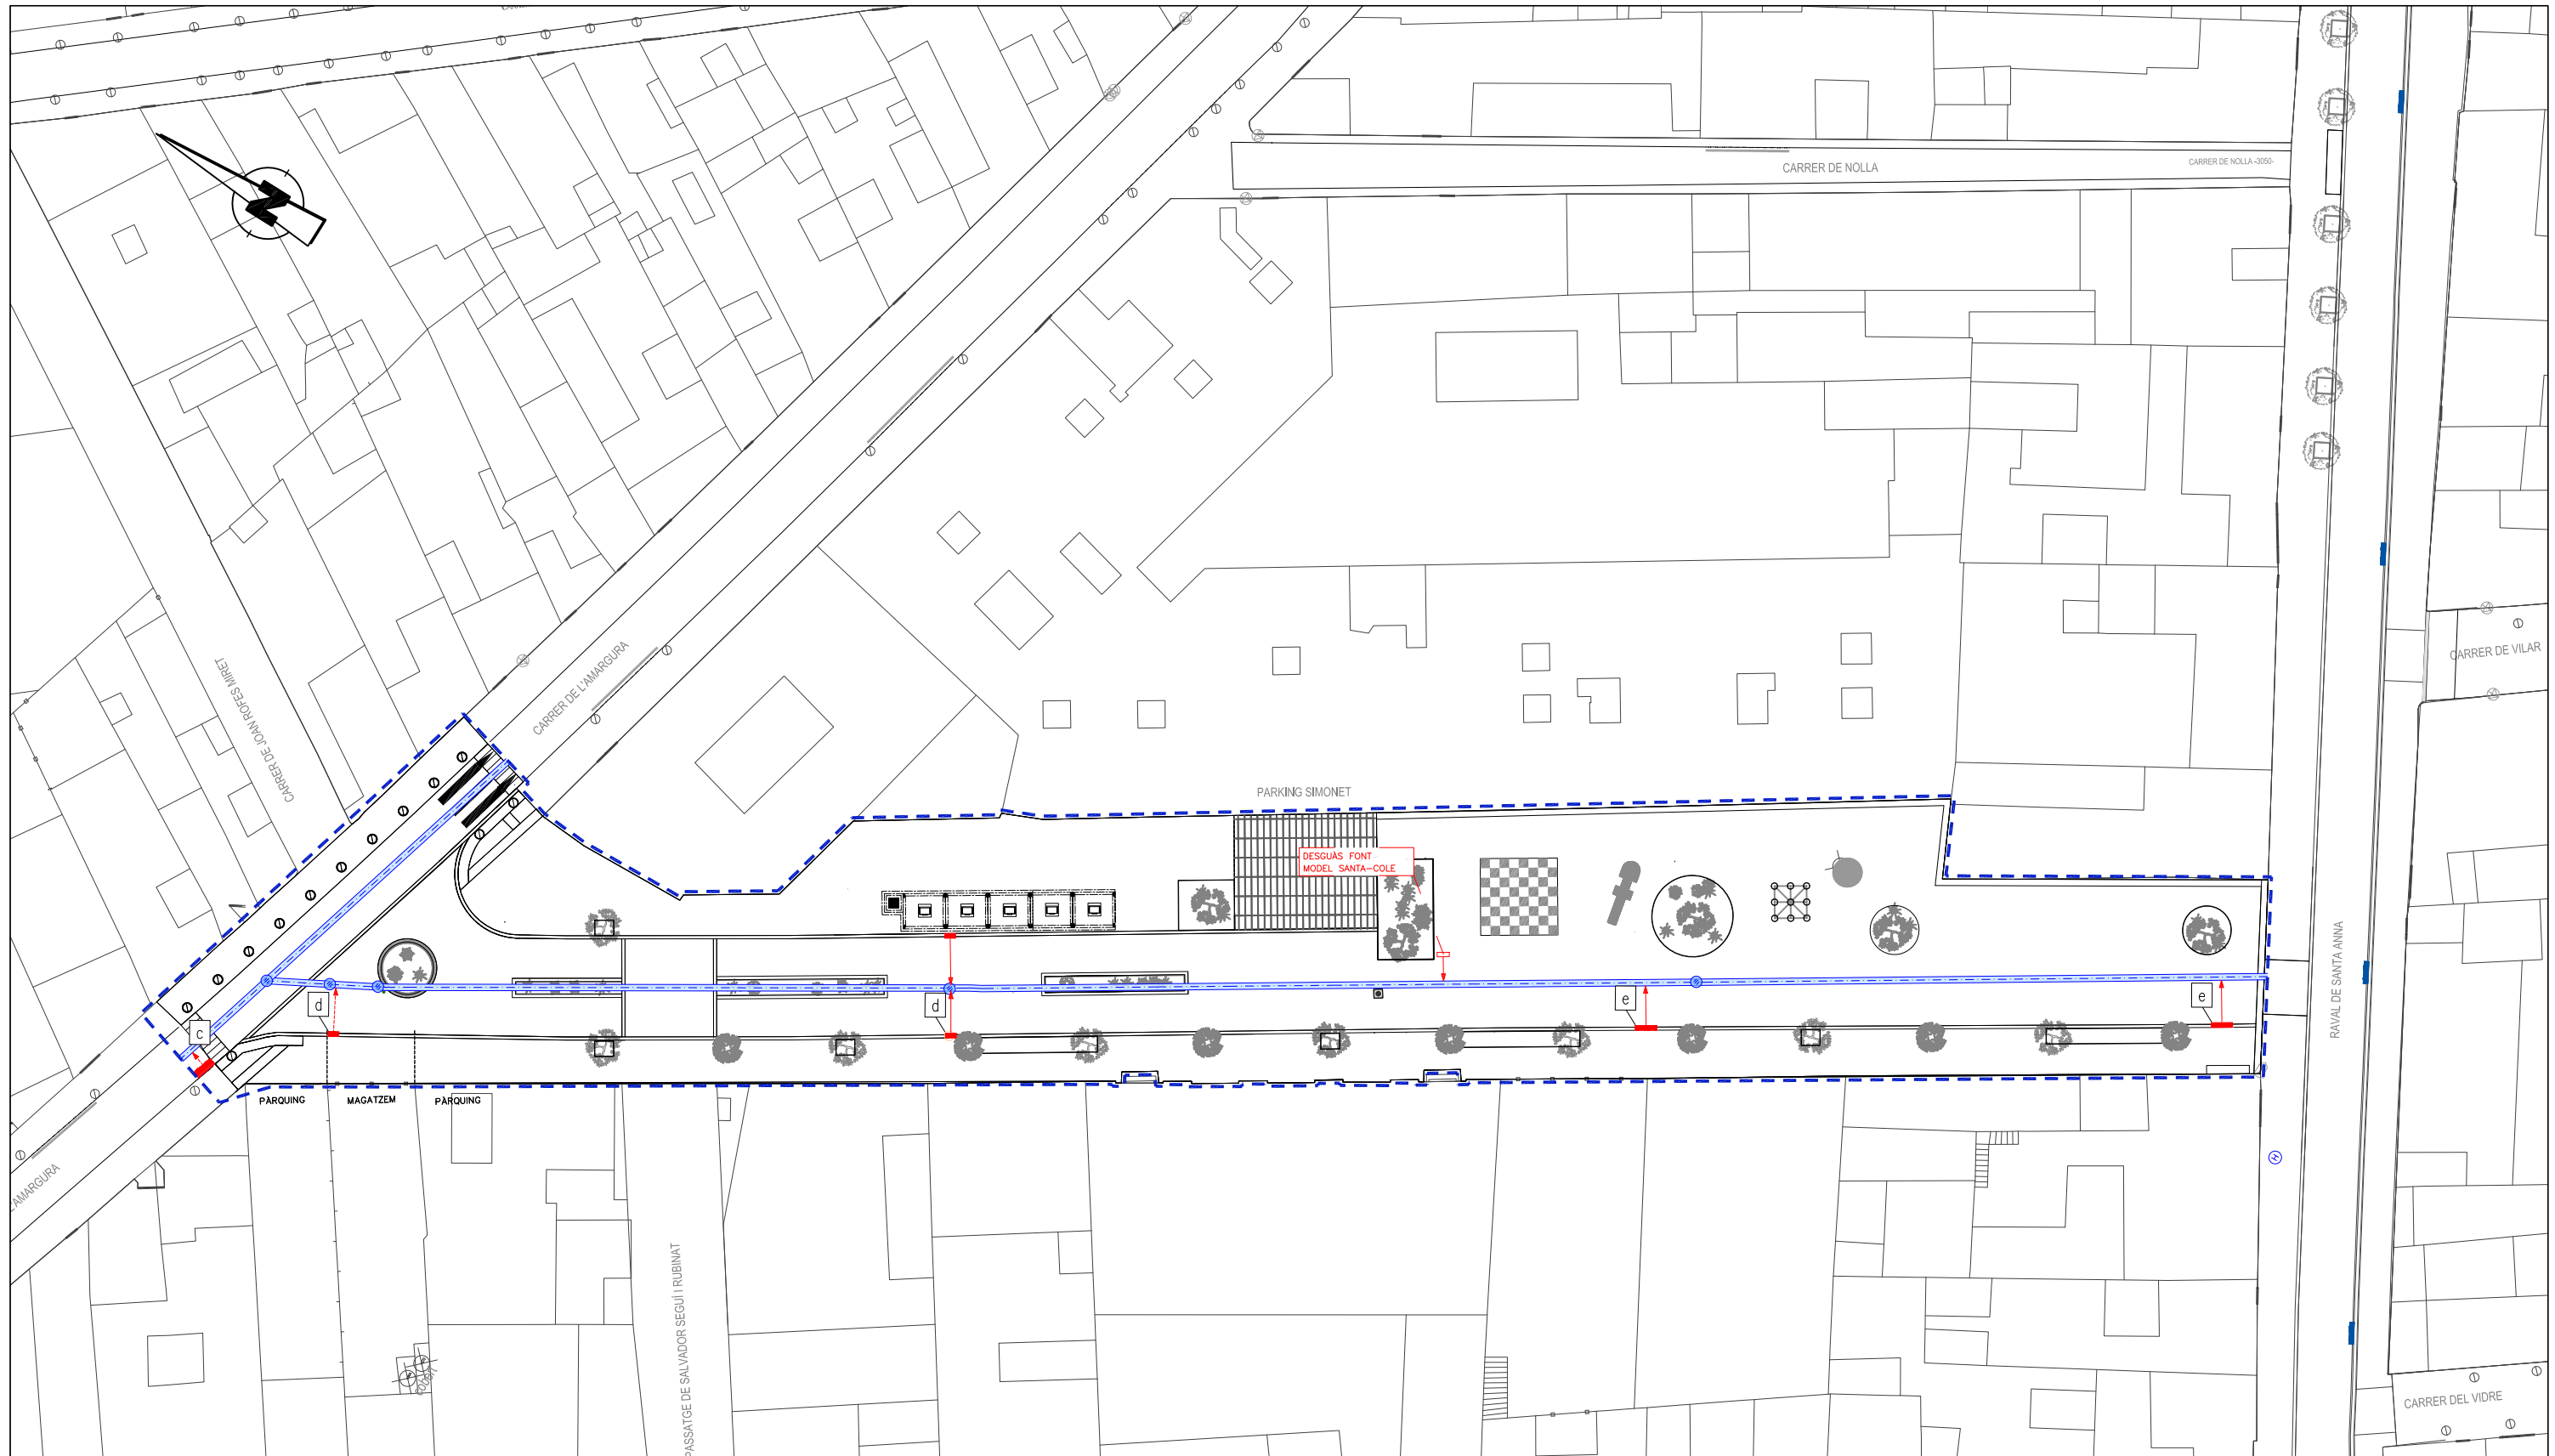 CARRER DE NOLLA
CARRER DE NOLLA -3050-
N
CARRER DE JOAN ROFES MIRET
CARRER DE L'AMARGURA
CARRER DE VILAR
PARKING SIMONET
DESGUÀS FONT
MODEL SANTA-COLE
RAVAL DE SANTA ANNA
c
d
d
e
e
PÀRQUING
MAGATZEM
PÀRQUING
H
L'AMARGURA
PASSATGE DE SALVADOR SEGUÍ I RUBINAT
CARRER DEL VIDRE